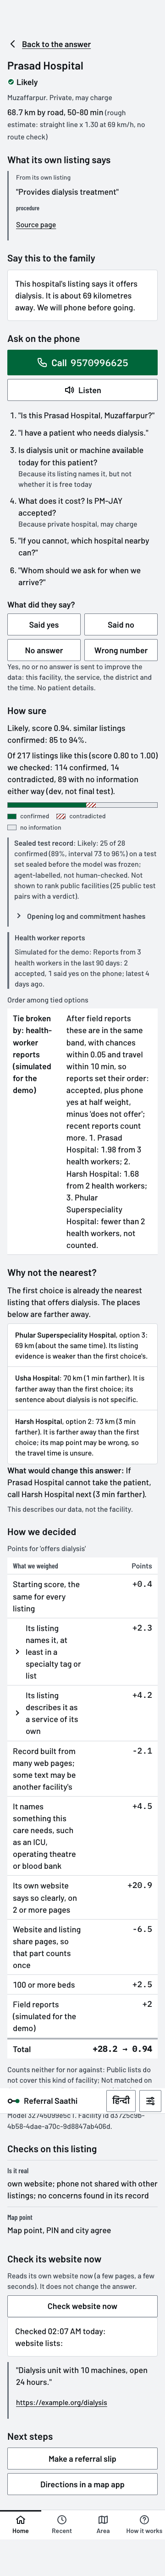 Back to the answer
Prasad Hospital
Likely
Muzaffarpur. Private, may charge
68.7 km by road, 50-80 min (rough
estimate: straight line x 1.30 at 69 km/h, no
route check)
What its own listing says
From its own listing
"Provides dialysis treatment"
procedure
Source page
Say this to the family
This hospital's listing says it offers
dialysis. It is about 69 kilometres
away. We will phone before going.
Ask on the phone
Call 9570996625
Listen
1. "Is this Prasad Hospital, Muzaffarpur?"
2. "I have a patient who needs dialysis."
3. Is dialysis unit or machine available
today for this patient?
Because its listing names it, but not
whether it is free today
4. What does it cost? Is PM-JAY
accepted?
Because private hospital, may charge
5. "If you cannot, which hospital nearby
can?"
6. "Whom should we ask for when we
arrive?"
What did they say?
Said yes
Said no
No answer
Wrong number
Yes, no or no answer is sent to improve the
data: this facility, the service, the district and
the time. No patient details.
How sure
Likely, score 0.94, similar listings
confirmed: 85 to 94%.
Of 217 listings like this (score 0.80 to 1.00)
we checked: 114 confirmed, 14
contradicted, 89 with no information
either way (dev, not final test).
confirmed
contradicted
no information
Sealed test record: Likely: 25 of 28
confirmed (89%, interval 73 to 96%) on a test
set sealed before the model was frozen;
agent-labelled, not human-checked. Not
shown to rank public facilities (25 public test
pairs with a verdict).
Opening log and commitment hashes
Health worker reports
Simulated for the demo: Reports from 3
health workers in the last 90 days: 2
accepted, 1 said yes on the phone; latest 4
days ago.
Order among tied options
Tie broken
by: health-
worker
reports
(simulated
for the
demo)
After field reports
these are in the same
band, with chances
within 0.05 and travel
within 10 min, so
reports set their order:
accepted, plus phone
yes at half weight,
minus 'does not offer';
recent reports count
more. 1. Prasad
Hospital: 1.98 from 3
health workers; 2.
Harsh Hospital: 1.68
from 2 health workers;
3. Phular
Superspeciality
Hospital: fewer than 2
health workers, not
counted.
Why not the nearest?
The first choice is already the nearest
listing that offers dialysis. The places
below are farther away.
Phular Superspeciality Hospital, option 3:
69 km (about the same time). Its listing
evidence is weaker than the first choice's.
Usha Hospital: 70 km (1 min farther). It is
farther away than the first choice; its
sentence about dialysis is not specific.
Harsh Hospital, option 2: 73 km (3 min
farther). It is farther away than the first
choice; its map point may be wrong, so
the travel time is unsure.
What would change this answer: If
Prasad Hospital cannot take the patient,
call Harsh Hospital next (3 min farther).
This describes our data, not the facility.
How we decided
Points for 'offers dialysis'
What we weighed
Points
Starting score, the
same for every
listing
+0.4
Its listing
names it, at
least in a
specialty tag or
list
+2.3
Its listing
describes it as
a service of its
own
+4.2
Record built from
many web pages;
some text may be
another facility's
-2.1
It names
something this
care needs, such
as an ICU,
operating theatre
or blood bank
+4.5
Its own website
says so clearly, on
2 or more pages
+20.9
Website and listing
share pages, so
that part counts
once
-6.5
100 or more beds
+2.5
Field reports
(simulated for the
demo)
+2
Total
+28.2 → 0.94
Counts neither for nor against: Public lists do
not cover this kind of facility; Not matched on
Referral Saathi
हिन्दी
4b58-4dae-a70c-9d8847ab406d.
Checks on this listing
Is it real
own website; phone not shared with other
listings; no concerns found in its record
Map point
Map point, PIN and city agree
Check its website now
Reads its own website now (a few pages, a few
seconds). It does not change the answer.
Check website now
Checked 02:07 AM today:
website lists:
"Dialysis unit with 10 machines, open
24 hours."
https://example.org/dialysis
Next steps
Make a referral slip
Directions in a map app
Home
Recent
Area
How it works